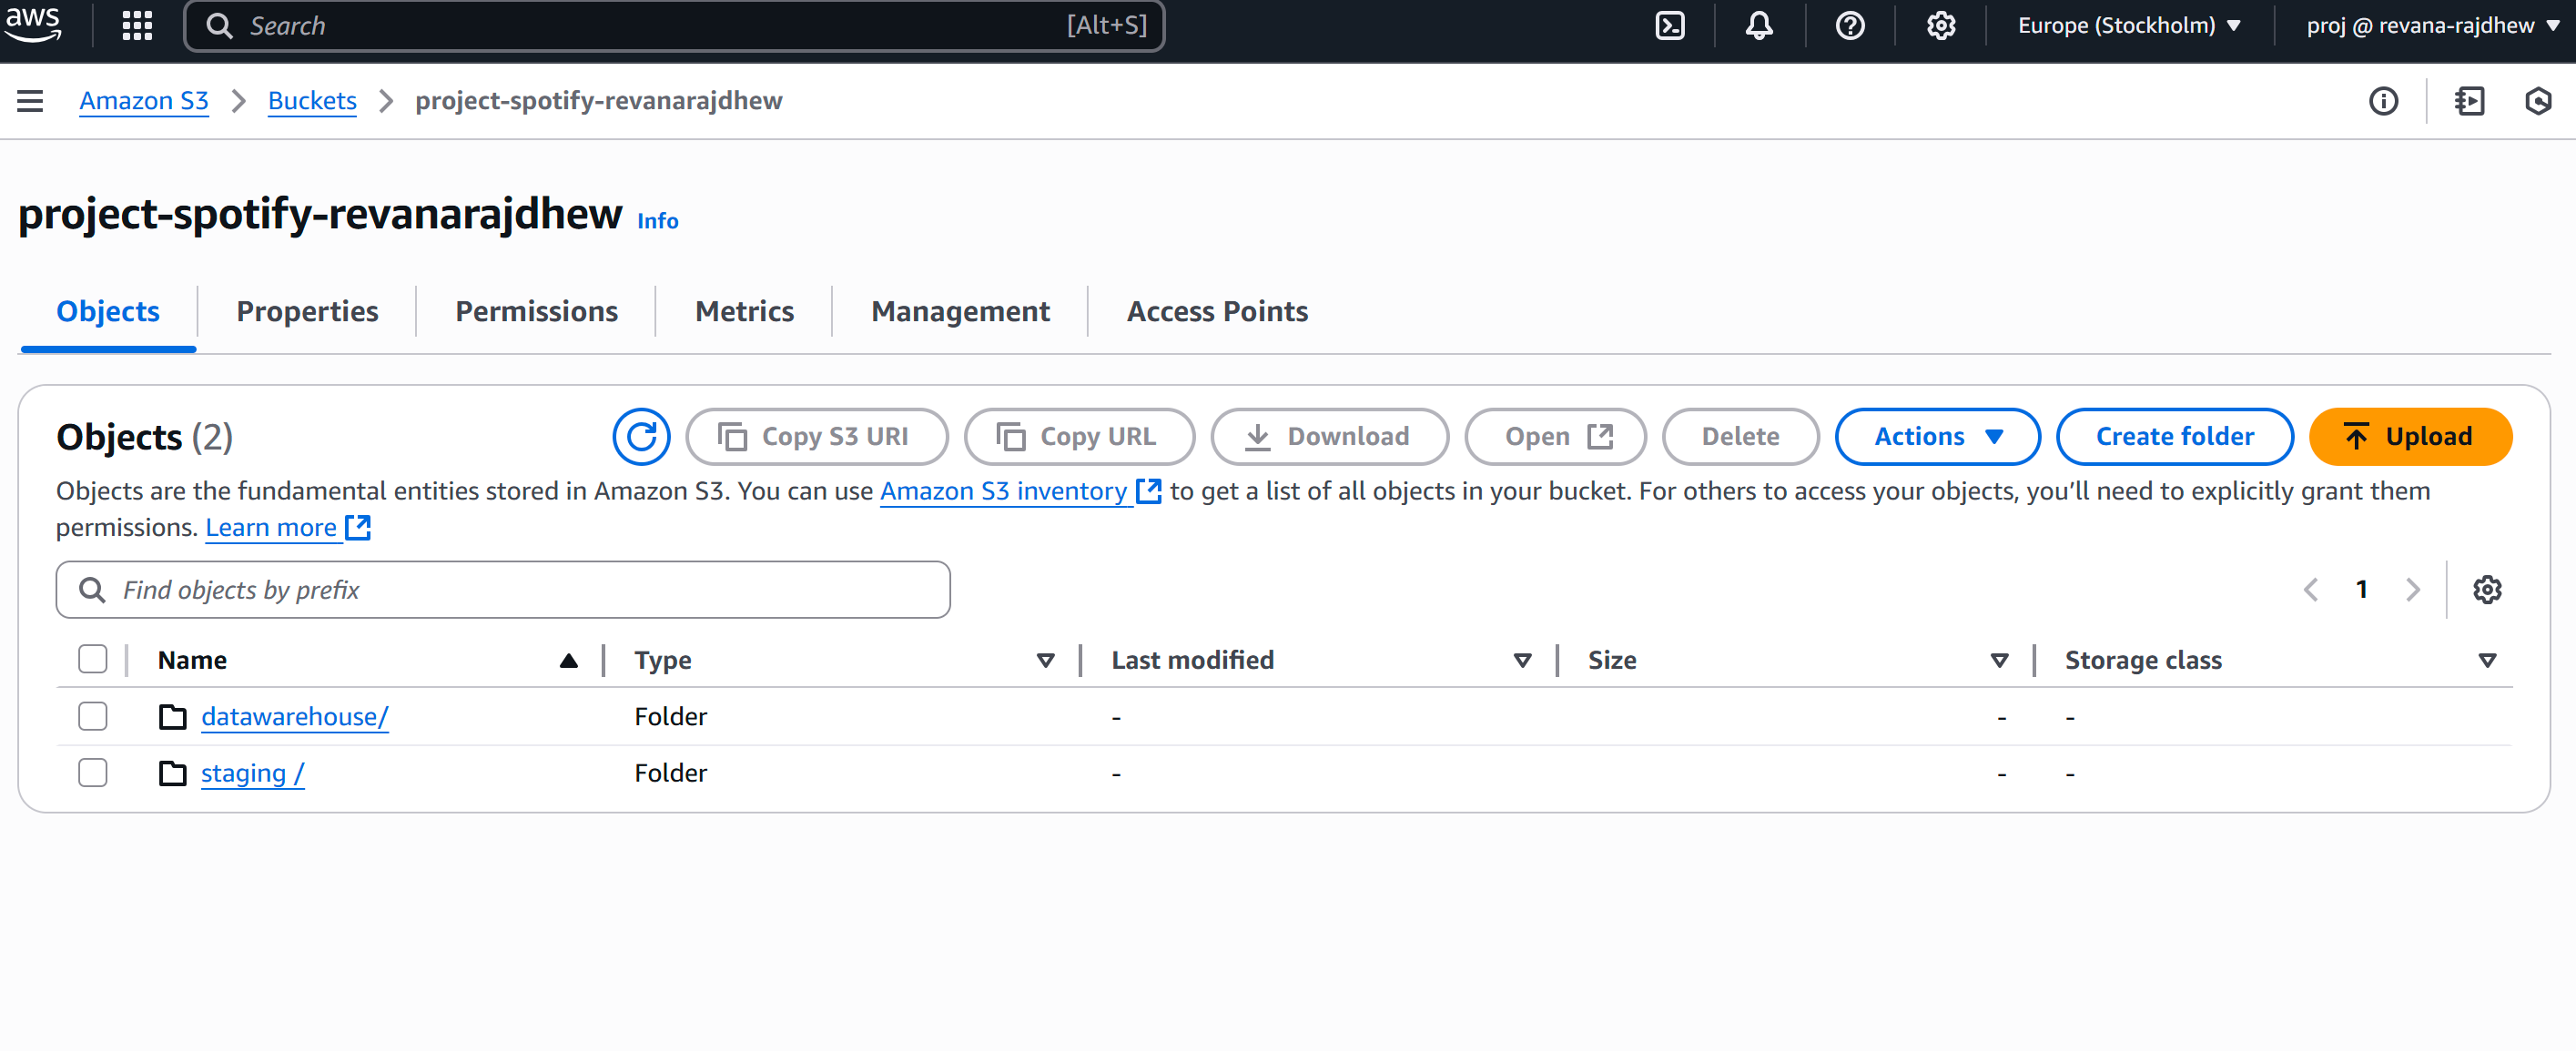 aws
Search [Alt+S]
Europe (Stockholm)
proj @ revana-rajdhew
Amazon S3 > Buckets > project-spotify-revanarajdhew
project-spotify-revanarajdhew Info
Objects Properties Permissions Metrics Management Access Points
Objects (2) Copy S3 URI Copy URL Download Open Delete Actions Create folder Upload
Objects are the fundamental entities stored in Amazon S3. You can use Amazon S3 inventory to get a list of all objects in your bucket. For others to access your objects, you’ll need to explicitly grant them
permissions. Learn more
Find objects by prefix
1
Name Type Last modified Size Storage class
datawarehouse/ Folder - - -
staging / Folder - - -